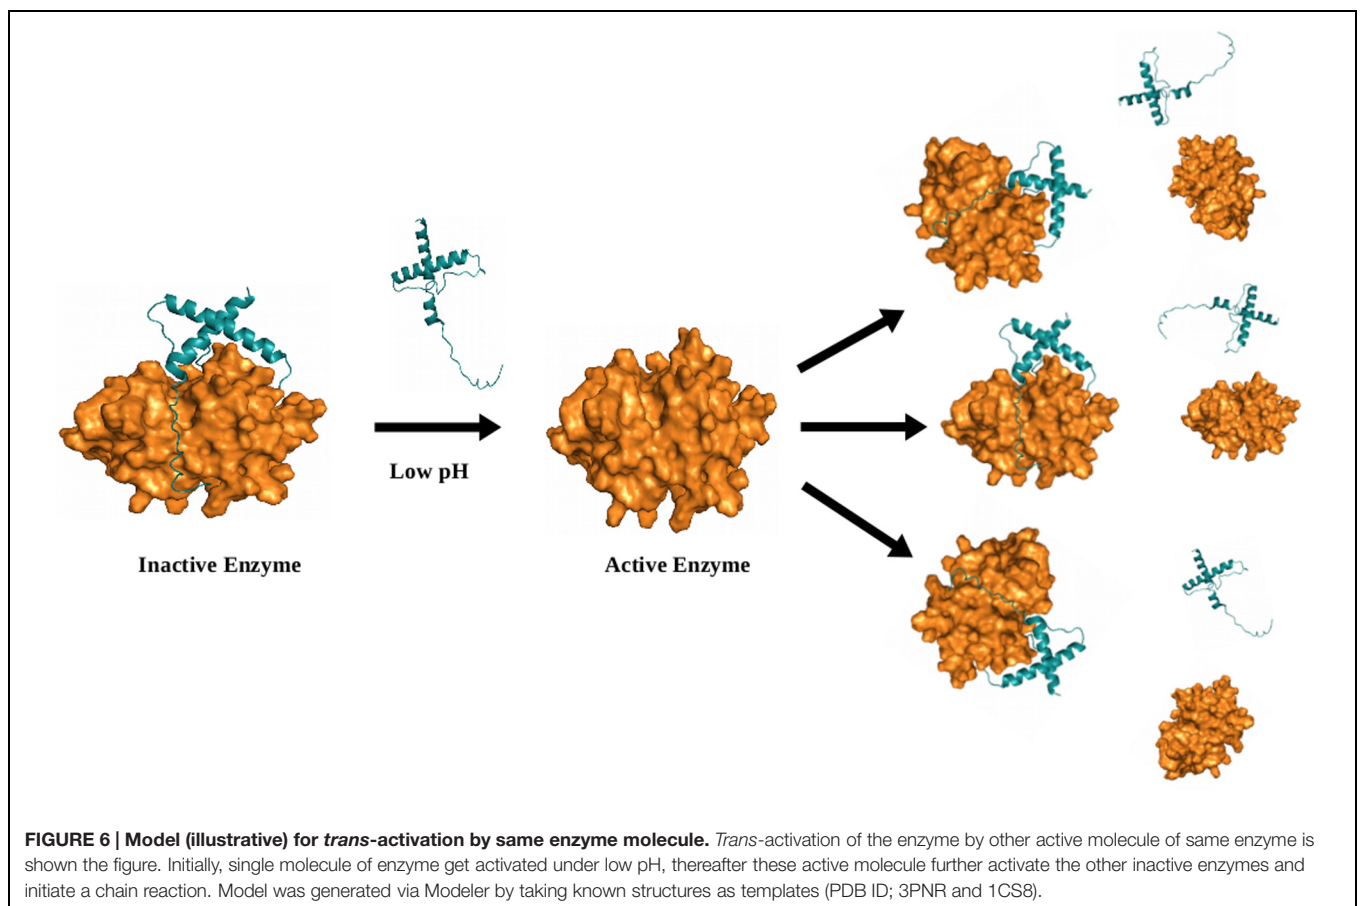 Low pH
Inactive Enzyme
Active Enzyme
FIGURE 6 | Model (illustrative) for trans-activation by same enzyme molecule. Trans-activation of the enzyme by other active molecule of same enzyme is
shown the figure. Initially, single molecule of enzyme get activated under low pH, thereafter these active molecule further activate the other inactive enzymes and
initiate a chain reaction. Model was generated via Modeler by taking known structures as templates (PDB ID; 3PNR and 1CS8).